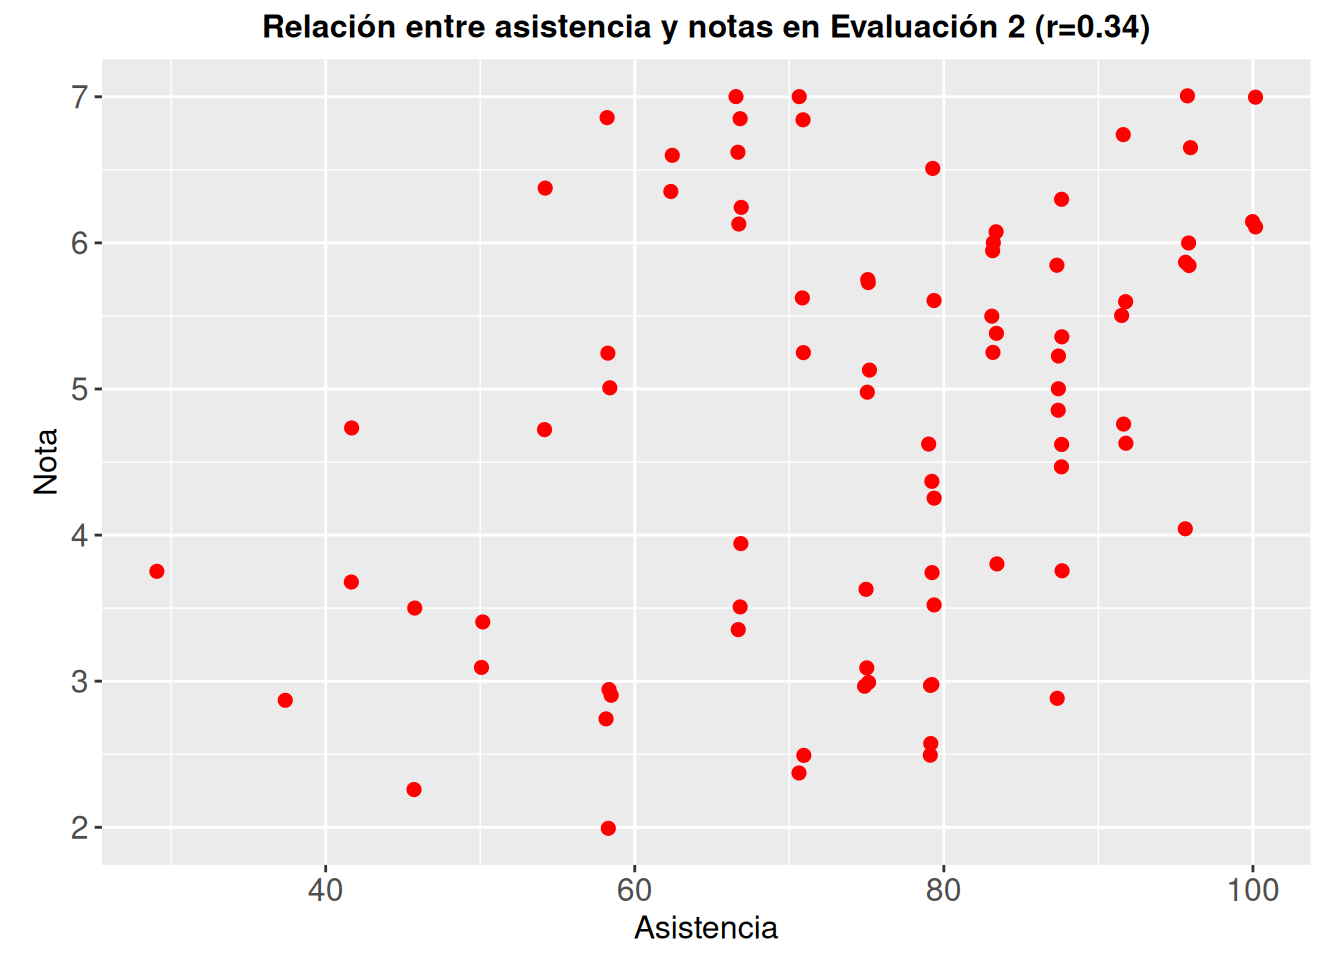 Relación entre asistencia y notas en Evaluación 2 (r=0.34)
7
6
5
4
3
2
Nota
40 60 80 100
Asistencia